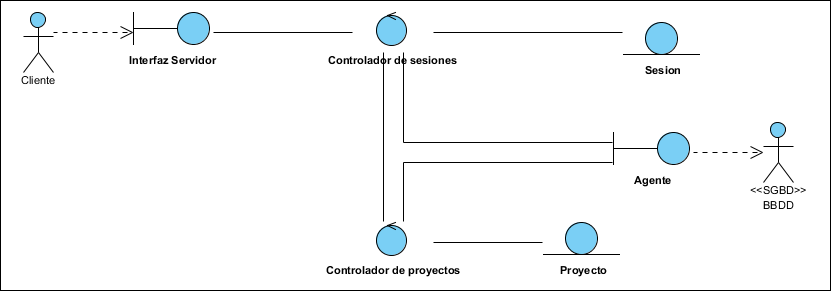 Cliente
Interfaz Servidor
Controlador de sesiones
Sesion
Agente
<<SGBD>>
BBDD
Controlador de proyectos
Proyecto